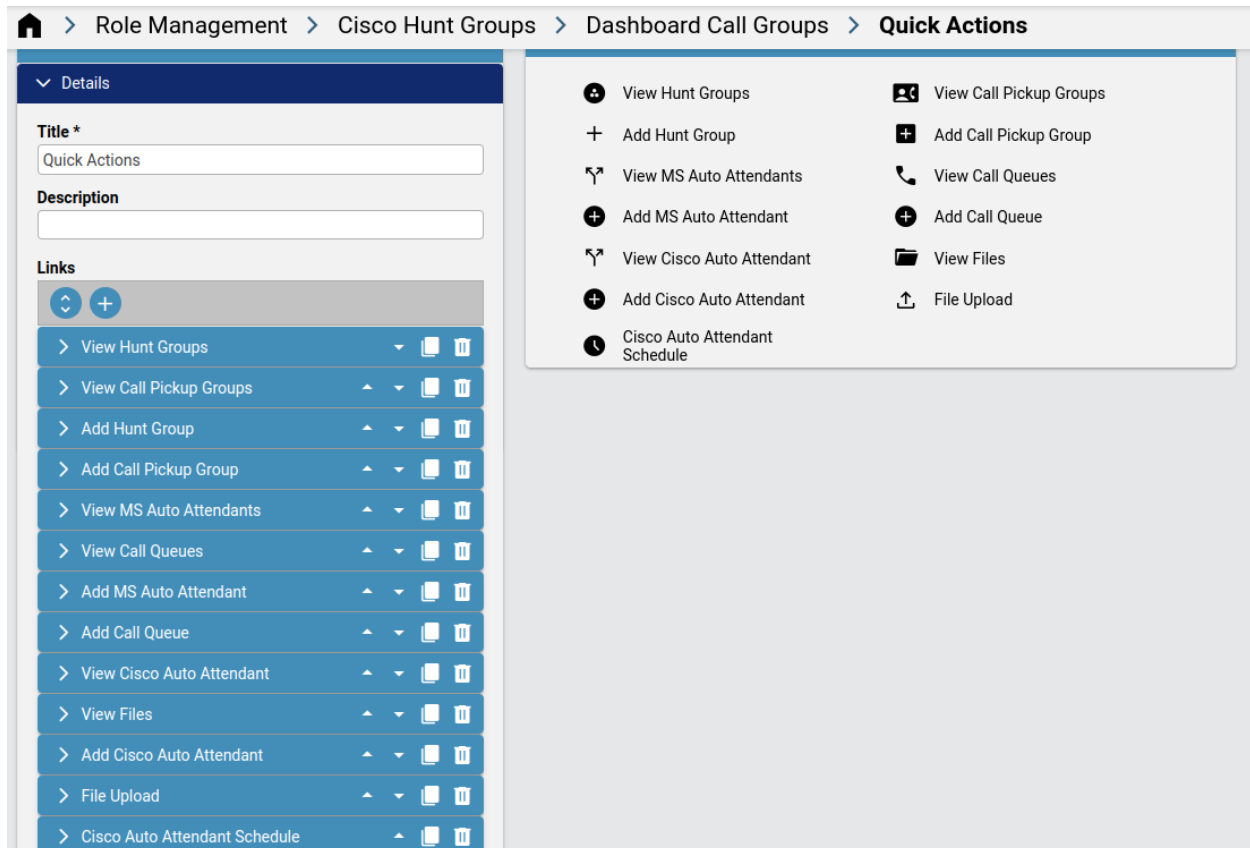 Role Management > Cisco Hunt Groups > Dashboard Call Groups > Quick Actions
Details
Title *
Quick Actions
Description
Links
View Hunt Groups
View Call Pickup Groups
Add Hunt Group
Add Call Pickup Group
View MS Auto Attendants
View Call Queues
Add MS Auto Attendant
Add Call Queue
View Cisco Auto Attendant
View Files
Add Cisco Auto Attendant
File Upload
Cisco Auto Attendant Schedule
View Hunt Groups
View Call Pickup Groups
Add Hunt Group
Add Call Pickup Group
View MS Auto Attendants
View Call Queues
Add MS Auto Attendant
Add Call Queue
View Cisco Auto Attendant
View Files
Add Cisco Auto Attendant
File Upload
Cisco Auto Attendant
Schedule